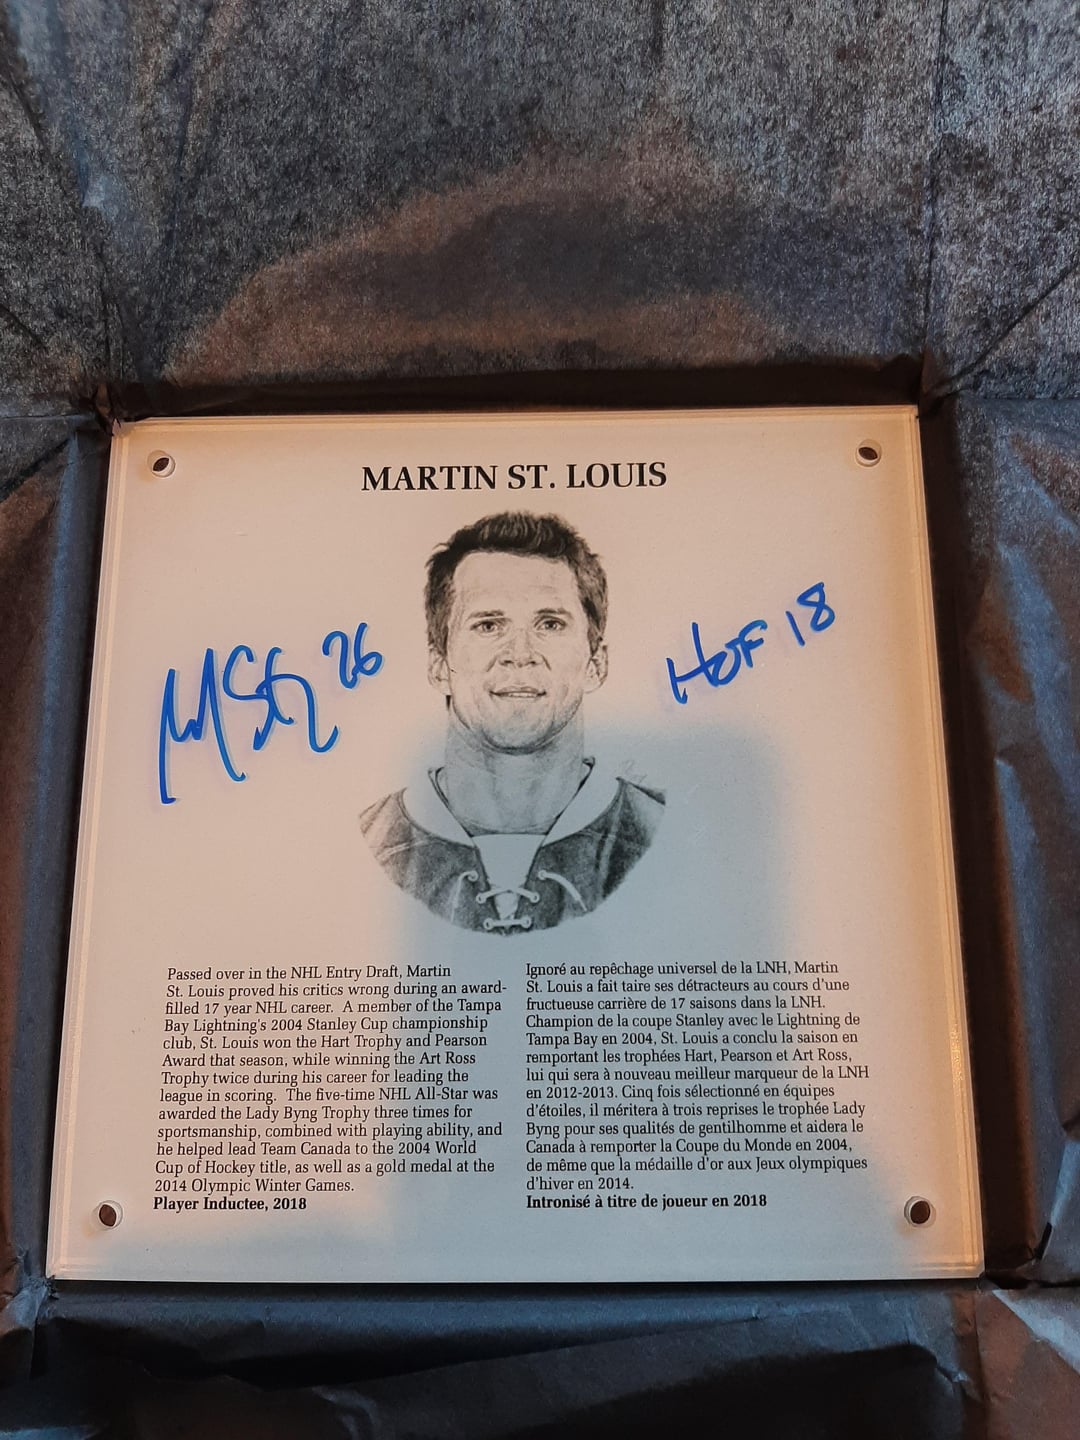 MARTIN ST. LOUIS
26
HOF 18
Passed over in the NHL Entry Draft, Martin
St. Louis proved his critics wrong during an award-
filled 17 year NHL career. A member of the Tampa
Bay Lightning's 2004 Stanley Cup championship
club, St. Louis won the Hart Trophy and Pearson
Award that season, while winning the Art Ross
Trophy twice during his career for leading the
league in scoring. The five-time NHL All-Star was
awarded the Lady Byng Trophy three times for
sportsmanship, combined with playing ability, and
he helped lead Team Canada to the 2004 World
Cup of Hockey title, as well as a gold medal at the
2014 Olympic Winter Games.
Player Inductee, 2018
Ignoré au repêchage universel de la LNH, Martin
St. Louis a fait taire ses détracteurs au cours d'une
fructueuse carrière de 17 saisons dans la LNH.
Champion de la coupe Stanley avec le Lightning de
Tampa Bay en 2004, St. Louis a conclu la saison en
remportant les trophées Hart, Pearson et Art Ross,
lui qui sera à nouveau meilleur marqueur de la LNH
en 2012-2013. Cinq fois sélectionné en équipes
d'étoiles, il méritera à trois reprises le trophée Lady
Byng pour ses qualités de gentilhomme et aidera le
Canada à remporter la Coupe du Monde en 2004,
de même que la médaille d'or aux Jeux olympiques
d'hiver en 2014.
Intronisé à titre de joueur en 2018